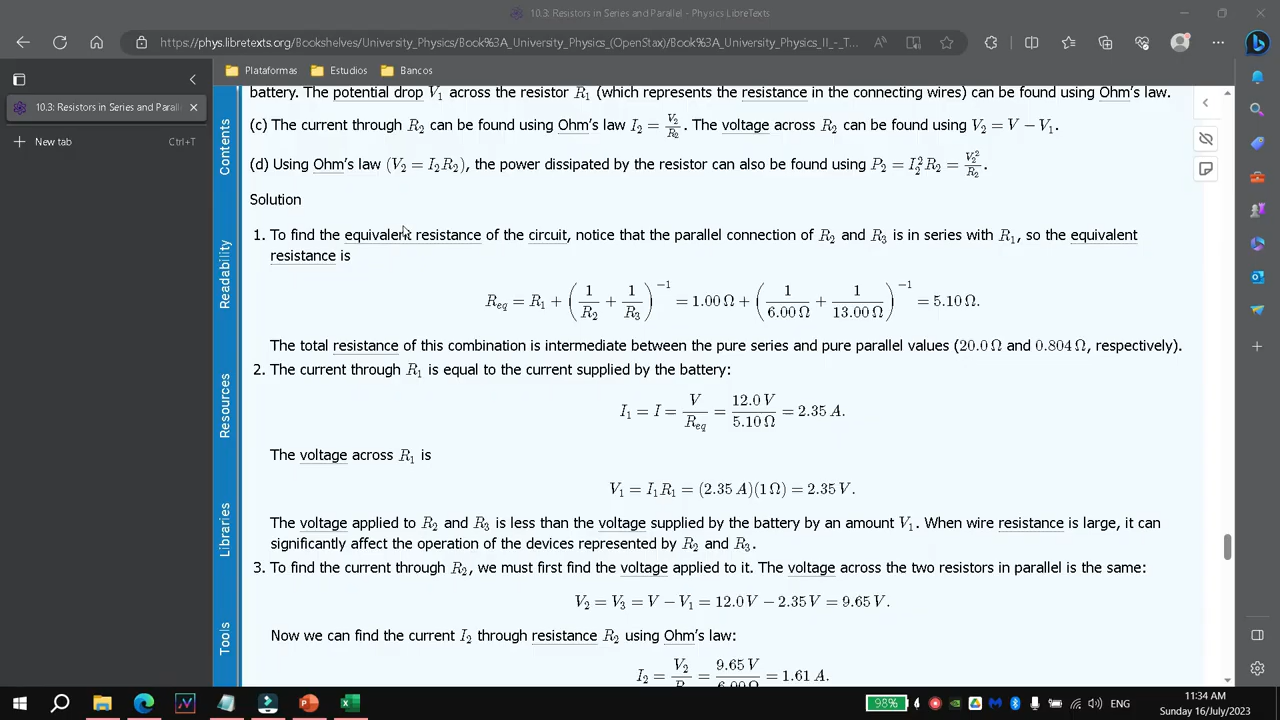 10.3: Resistors in Series and Parallel - Physics LibreTexts
https://phys.libretexts.org/Bookshelves/University_Physics/Book%3A_University_Physics_(OpenStax)/Book%3A_University_Physics_II_-_T...
Plataformas Estudios Bancos
10.3: Resistors in Series and Paral
New tab Ctrl+T
Contents
Readability
Resources
Libraries
Tools
battery. The potential drop V₁ across the resistor R₁ (which represents the resistance in the connecting wires) can be found using Ohm's law.
(c) The current through R₂ can be found using Ohm's law I₂ = V₂/R₂. The voltage across R₂ can be found using V₂ = V − V₁.
(d) Using Ohm's law (V₂ = I₂R₂), the power dissipated by the resistor can also be found using P₂ = I₂²R₂ = V₂²/R₂.
Solution
1. To find the equivalent resistance of the circuit, notice that the parallel connection of R₂ and R₃ is in series with R₁, so the equivalent
resistance is
R_eq = R₁ + (1/R₂ + 1/R₃)⁻¹ = 1.00 Ω + (1/6.00 Ω + 1/13.00 Ω)⁻¹ = 5.10 Ω.
The total resistance of this combination is intermediate between the pure series and pure parallel values (20.0 Ω and 0.804 Ω, respectively).
2. The current through R₁ is equal to the current supplied by the battery:
I₁ = I = V/R_eq = 12.0 V/5.10 Ω = 2.35 A.
The voltage across R₁ is
V₁ = I₁R₁ = (2.35 A)(1 Ω) = 2.35 V.
The voltage applied to R₂ and R₃ is less than the voltage supplied by the battery by an amount V₁. When wire resistance is large, it can
significantly affect the operation of the devices represented by R₂ and R₃.
3. To find the current through R₂, we must first find the voltage applied to it. The voltage across the two resistors in parallel is the same:
V₂ = V₃ = V − V₁ = 12.0 V − 2.35 V = 9.65 V.
Now we can find the current I₂ through resistance R₂ using Ohm's law:
I₂ = V₂/R₂ = 9.65 V/6.00 Ω = 1.61 A.
98%
ENG
11:34 AM
Sunday 16/July/2023